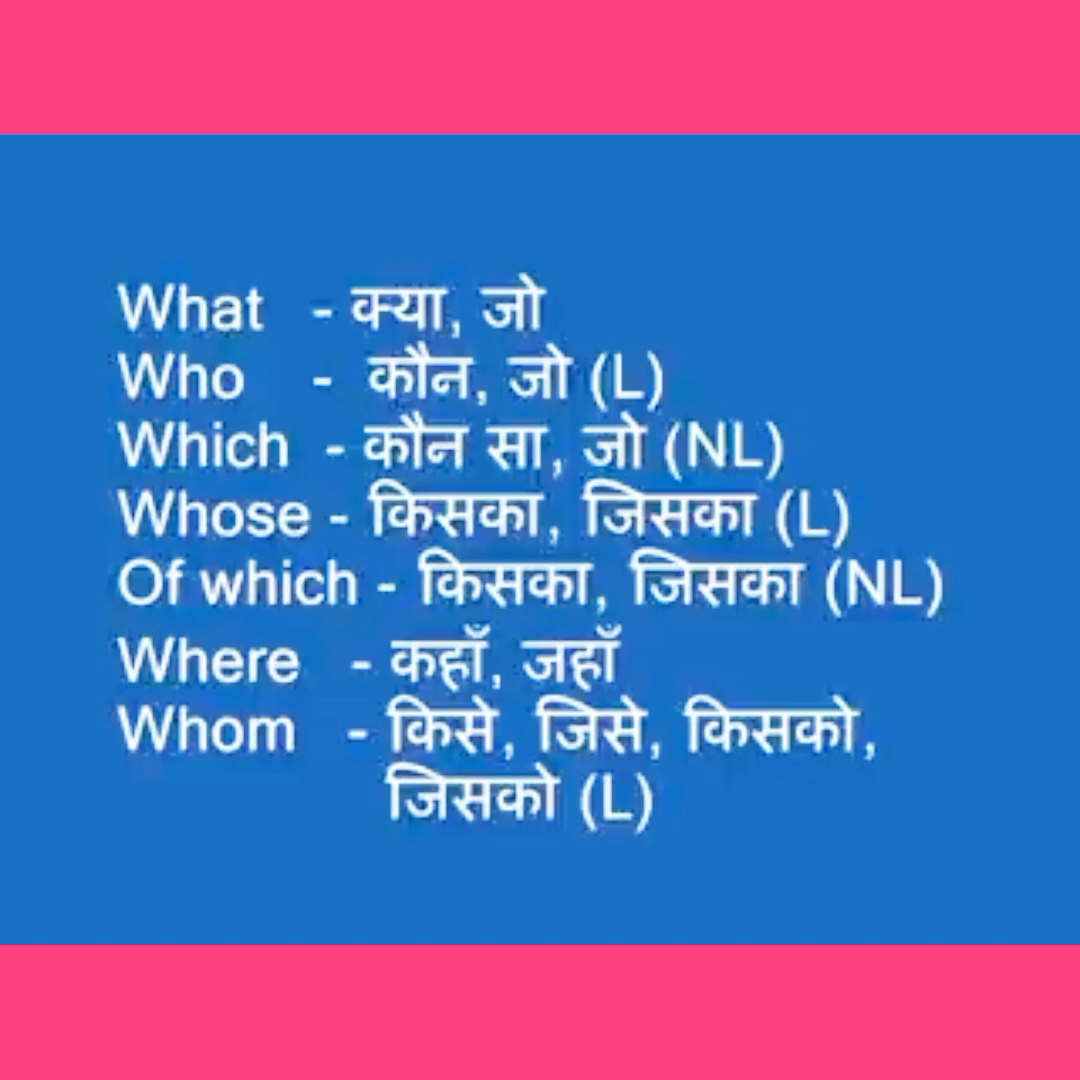 What - क्या, जो
Who - कौन, जो (L)
Which - कौन सा, जो (NL)
Whose - किसका, जिसका (L)
Of which - किसका, जिसका (NL)
Where - कहाँ, जहाँ
Whom - किसे, जिसे, किसको,
जिसको (L)